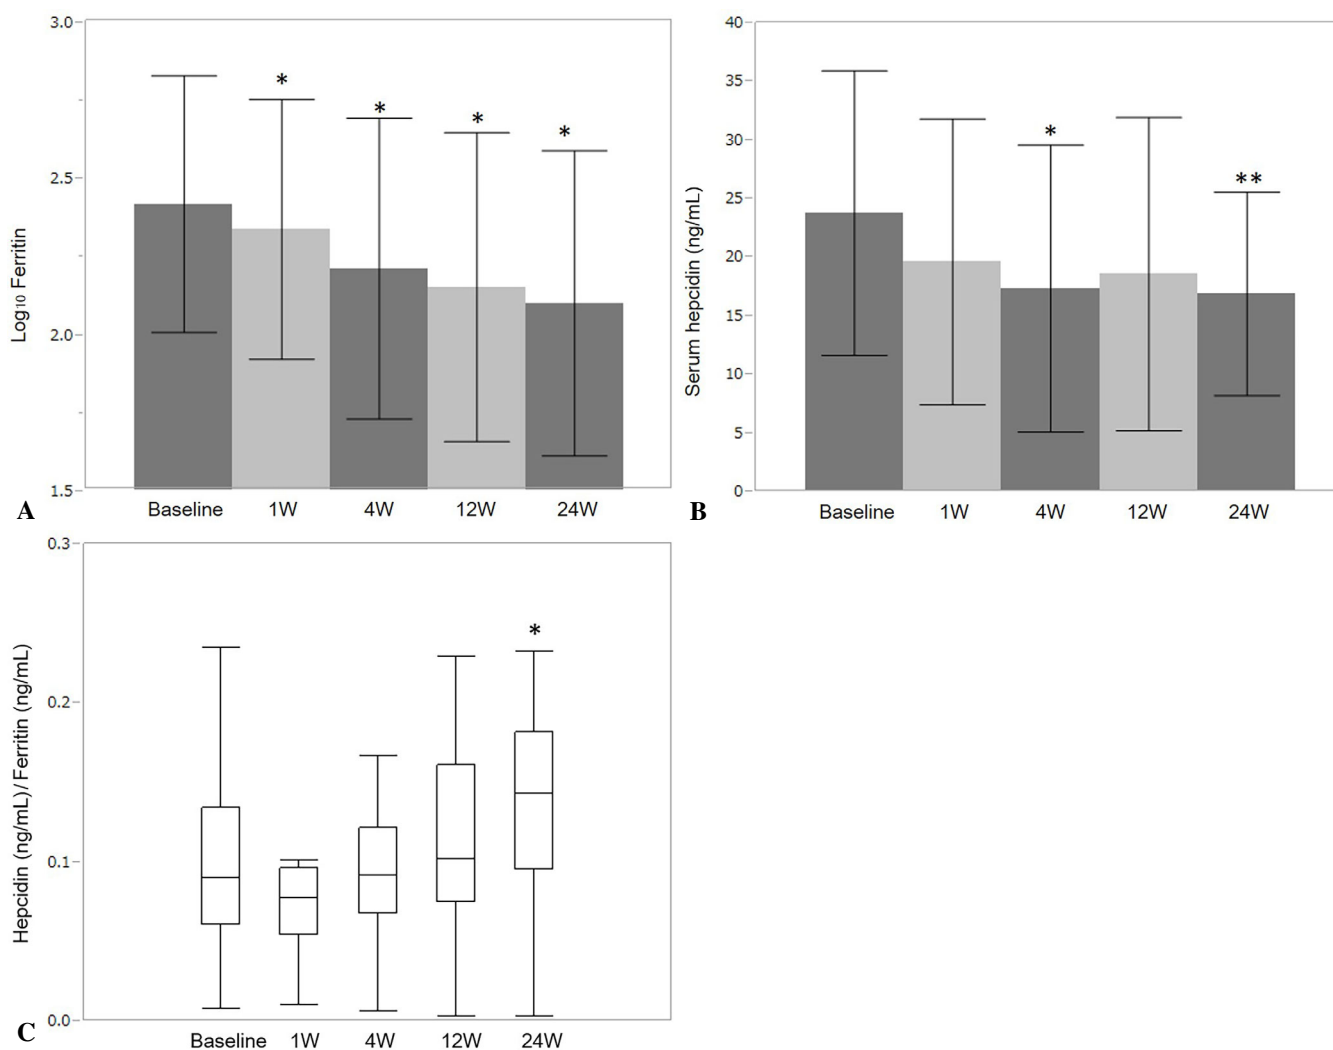 3.0
2.5
2.0
1.5
Log10 Ferritin
* * * *
Baseline 1W 4W 12W 24W
A
40
35
30
25
20
15
10
5
0
Serum hepcidin (ng/mL)
* **
Baseline 1W 4W 12W 24W
B
0.3
0.2
0.1
0.0
Hepcidin (ng/mL) / Ferritin (ng/mL)
*
Baseline 1W 4W 12W 24W
C